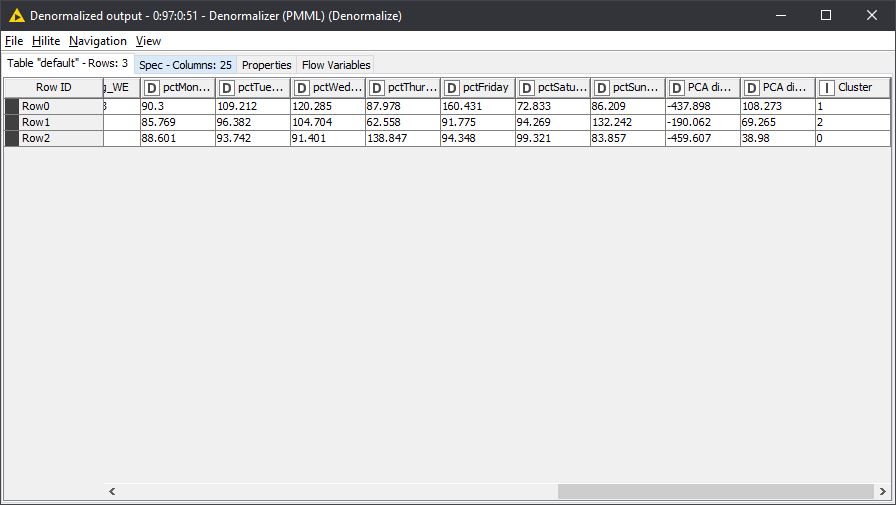 Denormalized output - 0:97:0:51 - Denormalizer (PMML) (Denormalize)
File Hilite Navigation View
Table "default" - Rows: 3 Spec - Columns: 25 Properties Flow Variables
Row ID g_WE D pctMon... D pctTue... D pctWed... D pctThur... D pctFriday D pctSatu... D pctSun... D PCA di... D PCA di... I Cluster
Row0 90.3 109.212 120.285 87.978 160.431 72.833 86.209 -437.898 108.273 1
Row1 85.769 96.382 104.704 62.558 91.775 94.269 132.242 -190.062 69.265 2
Row2 88.601 93.742 91.401 138.847 94.348 99.321 83.857 -459.607 38.98 0